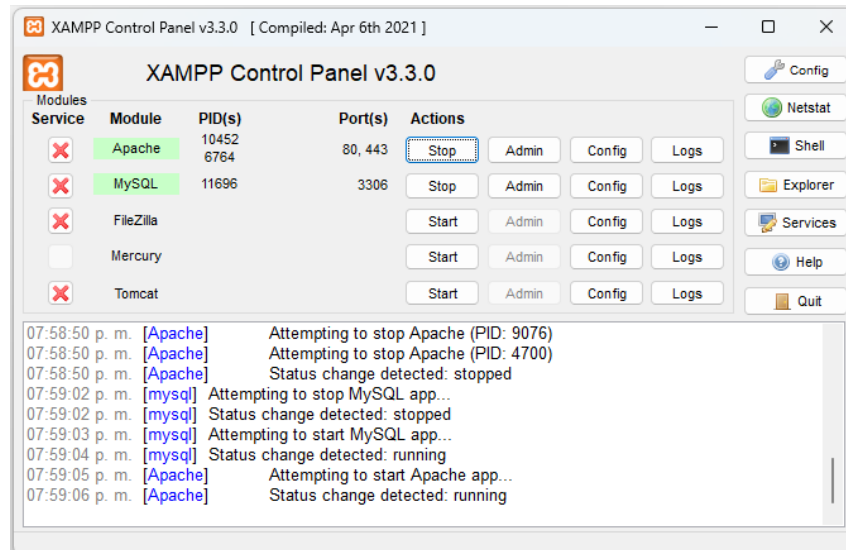 XAMPP Control Panel v3.3.0 [ Compiled: Apr 6th 2021 ]
XAMPP Control Panel v3.3.0
Config
Modules
Service Module PID(s) Port(s) Actions
Netstat
Apache 10452 6764 80, 443 Stop Admin Config Logs
Shell
MySQL 11696 3306 Stop Admin Config Logs
Explorer
FileZilla Start Admin Config Logs
Services
Mercury Start Admin Config Logs
Help
Tomcat Start Admin Config Logs
Quit
07:58:50 p. m. [Apache] Attempting to stop Apache (PID: 9076)
07:58:50 p. m. [Apache] Attempting to stop Apache (PID: 4700)
07:58:50 p. m. [Apache] Status change detected: stopped
07:59:02 p. m. [mysql] Attempting to stop MySQL app...
07:59:02 p. m. [mysql] Status change detected: stopped
07:59:03 p. m. [mysql] Attempting to start MySQL app...
07:59:04 p. m. [mysql] Status change detected: running
07:59:05 p. m. [Apache] Attempting to start Apache app...
07:59:06 p. m. [Apache] Status change detected: running